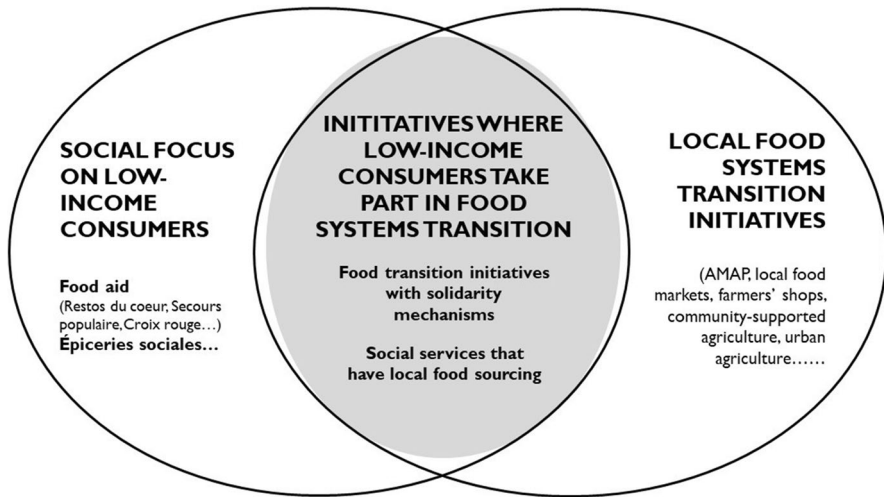 SOCIAL FOCUS
ON LOW-
INCOME
CONSUMERS
Food aid
(Restos du coeur, Secours
populaire, Croix rouge…)
Épiceries sociales…
INITITATIVES WHERE
LOW-INCOME
CONSUMERS TAKE
PART IN FOOD
SYSTEMS TRANSITION
Food transition initiatives
with solidarity
mechanisms
Social services that
have local food sourcing
LOCAL FOOD
SYSTEMS
TRANSITION
INITIATIVES
(AMAP, local food
markets, farmers’ shops,
community-supported
agriculture, urban
agriculture……